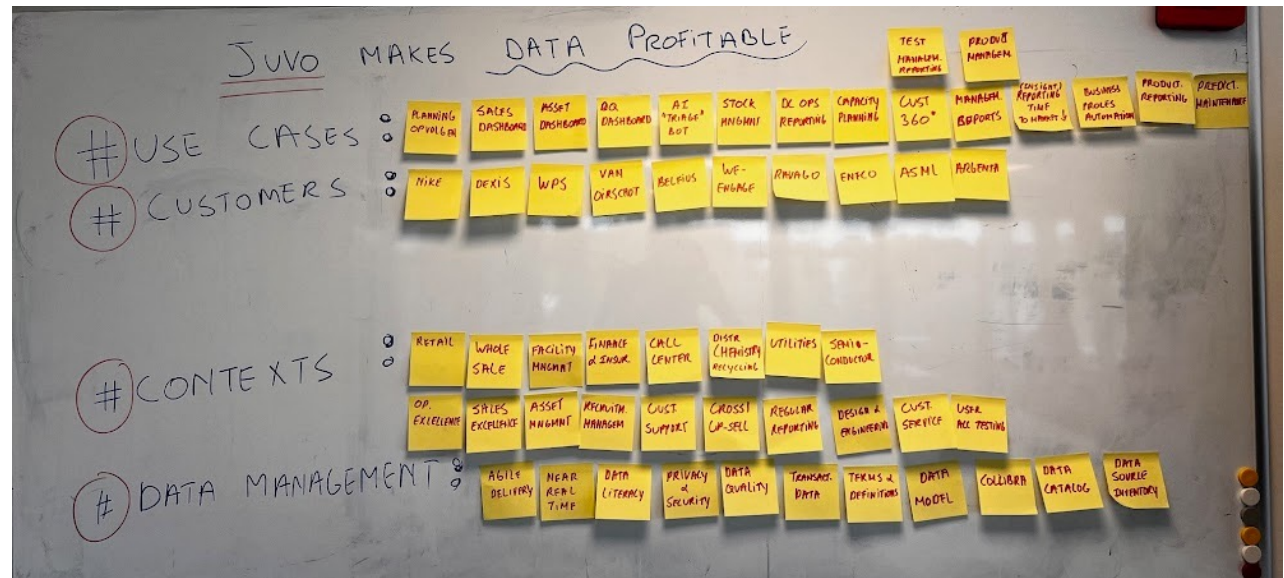 JUVO MAKES DATA PROFITABLE
TEST MANAGEM. REPORTING
PRODUCT MANAGEM.
# USE CASES :
PLANNING OPVOLGEN
SALES DASHBOARD
ASSET DASHBOARD
DQ DASHBOARD
AI "TRIAGE" BOT
STOCK MNGMNT
DC OPS REPORTING
CAPACITY PLANNING
CUST 360°
MANAGEM. REPORTS
(INSIGHT) REPORTING TIME TO MARKET ↓
BUSINESS PROCES AUTOMATION
PRODUCT. REPORTING
PREDICT. MAINTENANCE
# CUSTOMERS :
NIKE
DEXIS
WPS
VAN OIRSCHOT
BELFIUS
WE-ENGAGE
RAVAGO
ENECO
ASML
ARGENTA
# CONTEXTS :
RETAIL
WHOLE SALE
FACILITY MNGMNT
FINANCE & INSUR.
CALL CENTER
DISTR CHEMISTRY RECYCLING
UTILITIES
SEMI-CONDUCTOR
OP. EXCELLENCE
SALES EXCELLENCE
ASSET MNGMNT
RECRUITM. MANAGEM
CUST. SUPPORT
CROSS/ UP-SELL
REGULAR REPORTING
DESIGN & ENGINEERING
CUST. SERVICE
USER ACC TESTING
# DATA MANAGEMENT :
AGILE DELIVERY
NEAR REAL TIME
DATA LITERACY
PRIVACY & SECURITY
DATA QUALITY
TRANSACT. DATA
TERMS & DEFINITIONS
DATA MODEL
COLLIBRA
DATA CATALOG
DATA SOURCE INVENTORY